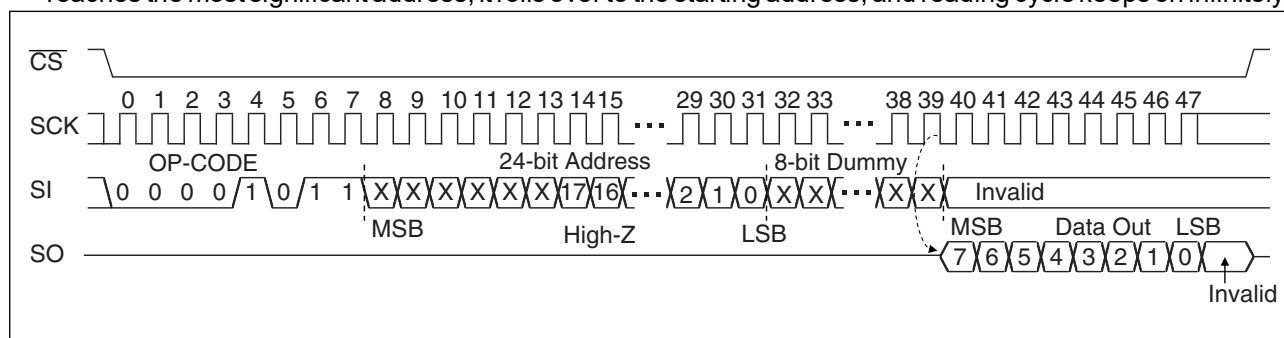 reaches the most significant address, it rolls over to the starting address, and reading cycle keeps on infinitely
CS
0 1 2 3 4 5 6 7 8 9 10 11 12 13 14 15 29 30 31 32 33 38 39 40 41 42 43 44 45 46 47
SCK
OP-CODE 24-bit Address 8-bit Dummy
SI 0 0 0 0 1 0 1 1 X X X X X X 17 16 2 1 0 X X X X Invalid
MSB High-Z LSB MSB Data Out LSB
SO 7 6 5 4 3 2 1 0
Invalid